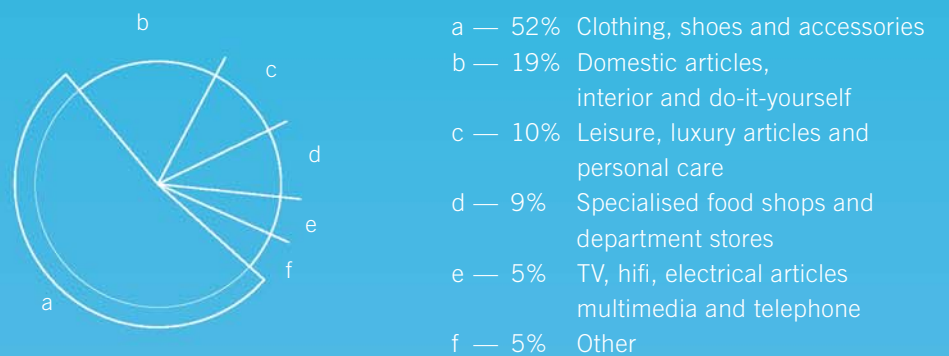 b
c
d
e
f
a
a — 52% Clothing, shoes and accessories
b — 19% Domestic articles,
interior and do-it-yourself
c — 10% Leisure, luxury articles and
personal care
d — 9% Specialised food shops and
department stores
e — 5% TV, hifi, electrical articles
multimedia and telephone
f — 5% Other